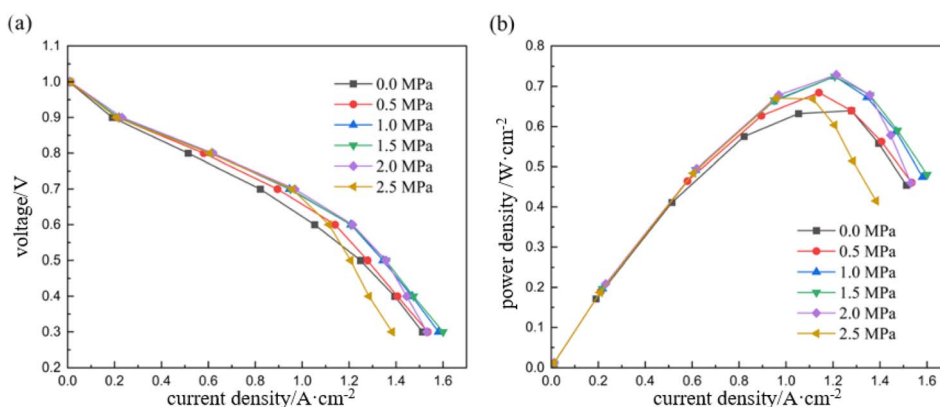 (a)
1.1
1.0
0.9
0.8
0.7
0.6
0.5
0.4
0.3
0.2
voltage/V
0.0 MPa
0.5 MPa
1.0 MPa
1.5 MPa
2.0 MPa
2.5 MPa
0.0 0.2 0.4 0.6 0.8 1.0 1.2 1.4 1.6
current density/A·cm⁻²
(b)
0.8
0.7
0.6
0.5
0.4
0.3
0.2
0.1
0.0
power density /W·cm⁻²
0.0 MPa
0.5 MPa
1.0 MPa
1.5 MPa
2.0 MPa
2.5 MPa
0.0 0.2 0.4 0.6 0.8 1.0 1.2 1.4 1.6
current density/A·cm⁻²